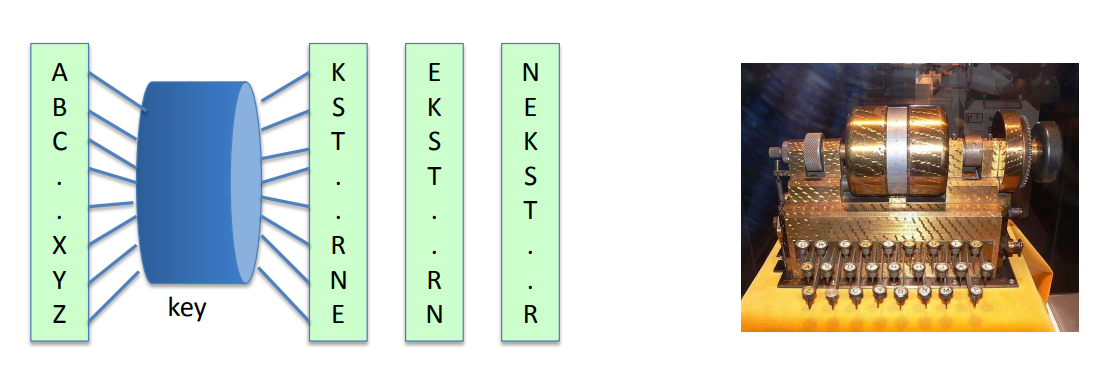 A K E N
B S K E
C T S K
. . T S
. . . T
X R . .
Y N R .
Z E N R
key